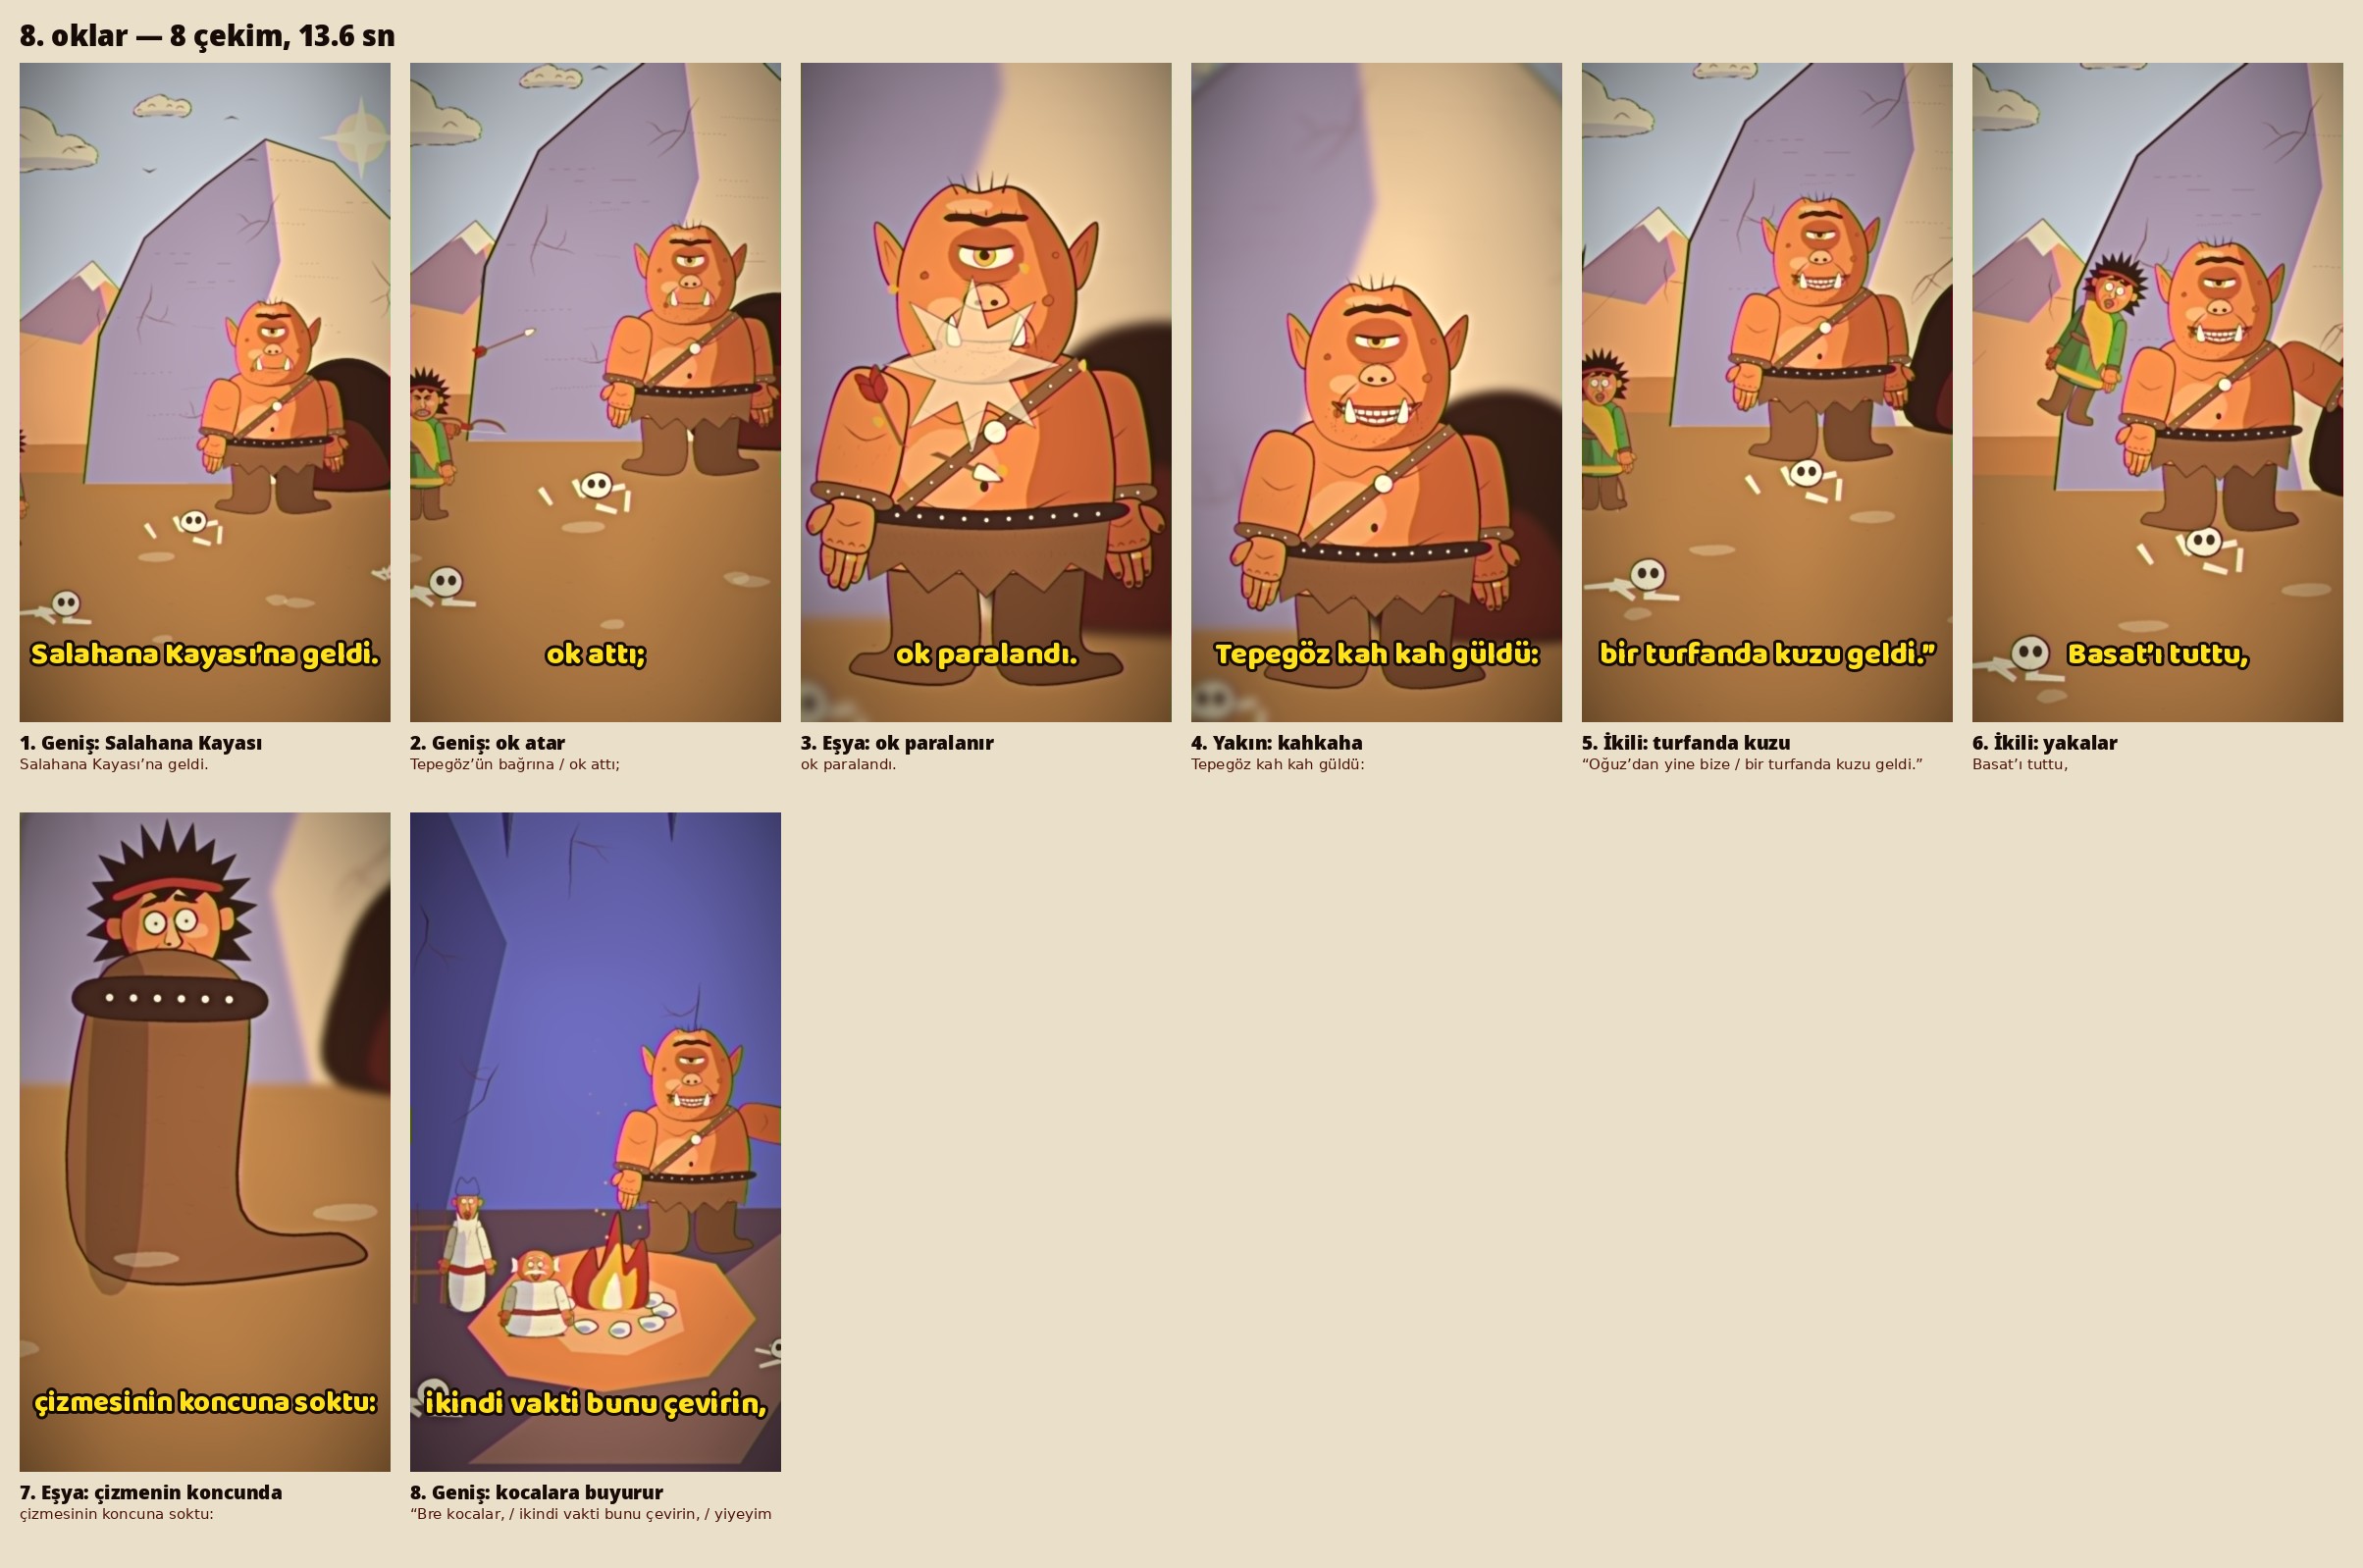 8. oklar — 8 çekim, 13.6 sn
Salahana Kayası’na geldi.
ok attı;
ok paralandı.
Tepegöz kah kah güldü:
bir turfanda kuzu geldi.”
Basat’ı tuttu,
1. Geniş: Salahana Kayası
Salahana Kayası’na geldi.
2. Geniş: ok atar
Tepegöz’ün bağrına / ok attı;
3. Eşya: ok paralanır
ok paralandı.
4. Yakın: kahkaha
Tepegöz kah kah güldü:
5. İkili: turfanda kuzu
“Oğuz’dan yine bize / bir turfanda kuzu geldi.”
6. İkili: yakalar
Basat’ı tuttu,
çizmesinin koncuna soktu:
ikindi vakti bunu çevirin,
7. Eşya: çizmenin koncunda
çizmesinin koncuna soktu:
8. Geniş: kocalara buyurur
“Bre kocalar, / ikindi vakti bunu çevirin, / yiyeyim